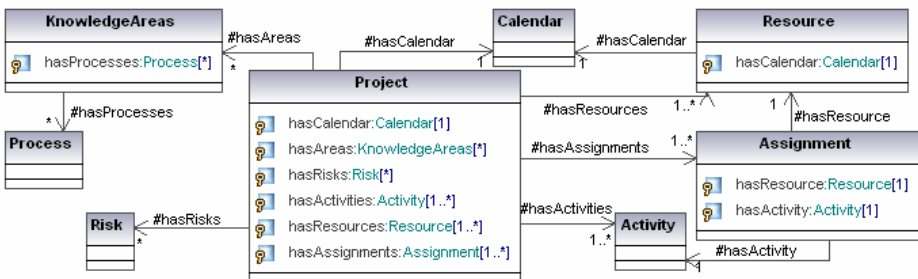 KnowledgeAreas
hasProcesses:Process[*]
#hasAreas
*
#hasCalendar
1
Calendar
#hasCalendar
1
Resource
hasCalendar:Calendar[1]
#hasProcesses
*
Process
Project
hasCalendar:Calendar[1]
hasAreas:KnowledgeAreas[*]
hasRisks:Risk[*]
hasActivities:Activity[1..*]
hasResources:Resource[1..*]
hasAssignments:Assignment[1..*]
#hasResources
1..*
1
#hasResource
#hasAssignments
1..*
Assignment
hasResource:Resource[1]
hasActivity:Activity[1]
Risk
#hasRisks
*
#hasActivities
1..*
Activity
#hasActivity
1